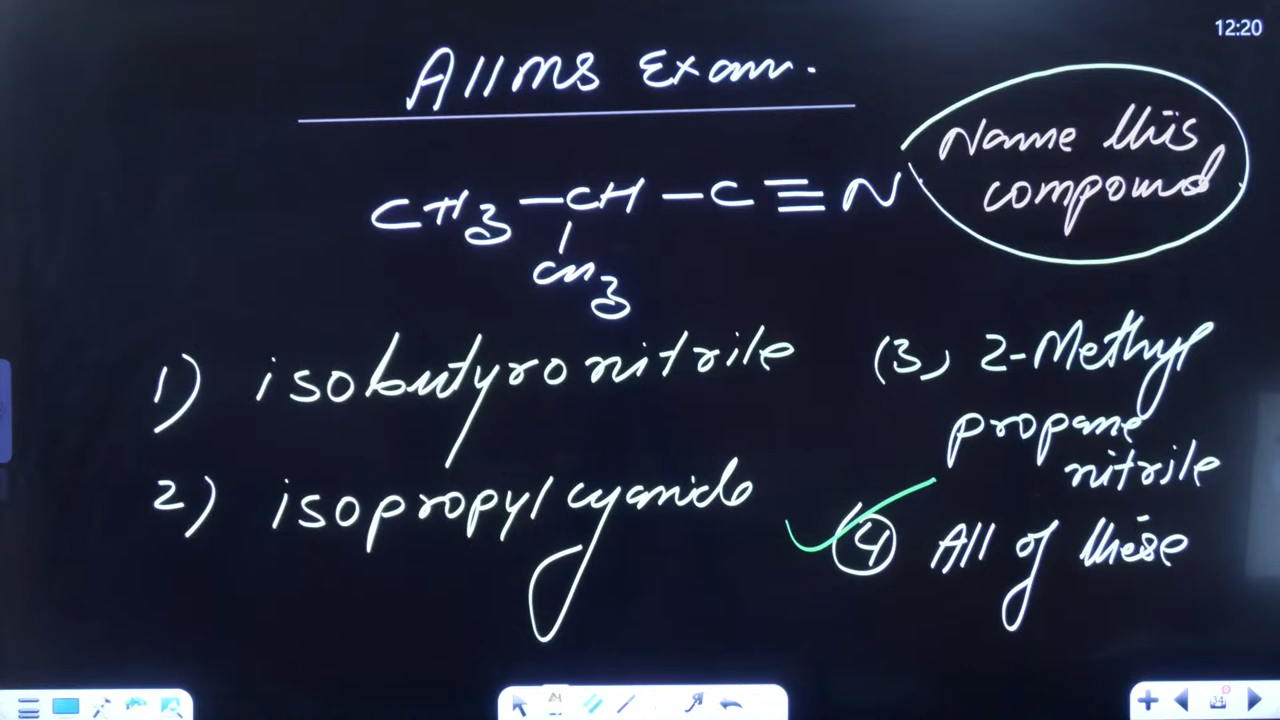 12:20
AIIMS Exam.
Name this
compound
CH3 – CH – C ≡ N
|
CH3
1) isobutyronitrile
(3) 2-Methyl
propane
nitrile
2) isopropyl cyanide
(4) All of these